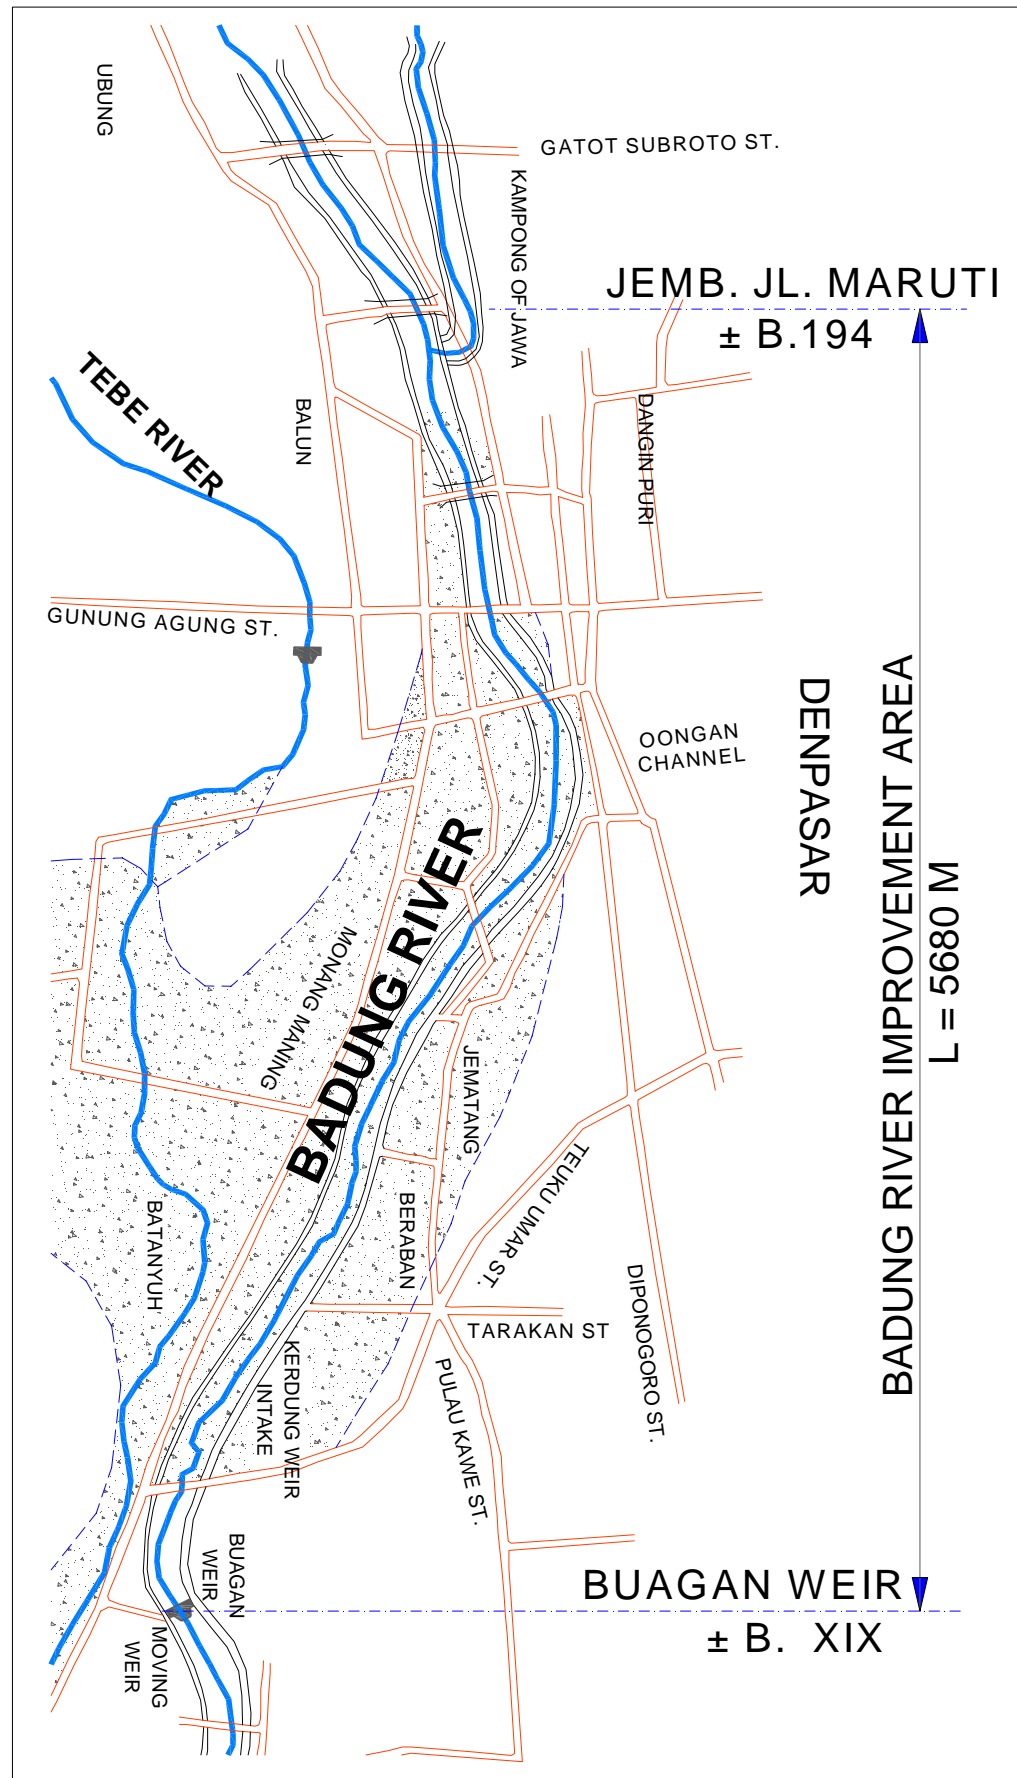 UBUNG
GATOT SUBROTO ST.
KAMPONG OF JAWA
JEMB. JL. MARUTI
± B.194
TEBE RIVER
BALUN
DANGIN PURI
GUNUNG AGUNG ST.
OONGAN
CHANNEL
DENPASAR
BADUNG RIVER IMPROVEMENT AREA
L = 5680 M
BADUNG RIVER
MONANG MANING
JEMATANG
BATANYUH
BERABAN
TEUKU UMAR ST.
DIPONOGORO ST.
TARAKAN ST
KERDUNG WEIR
INTAKE
PULAU KAWE ST.
BUAGAN
WEIR
BUAGAN WEIR
± B. XIX
MOVING
WEIR